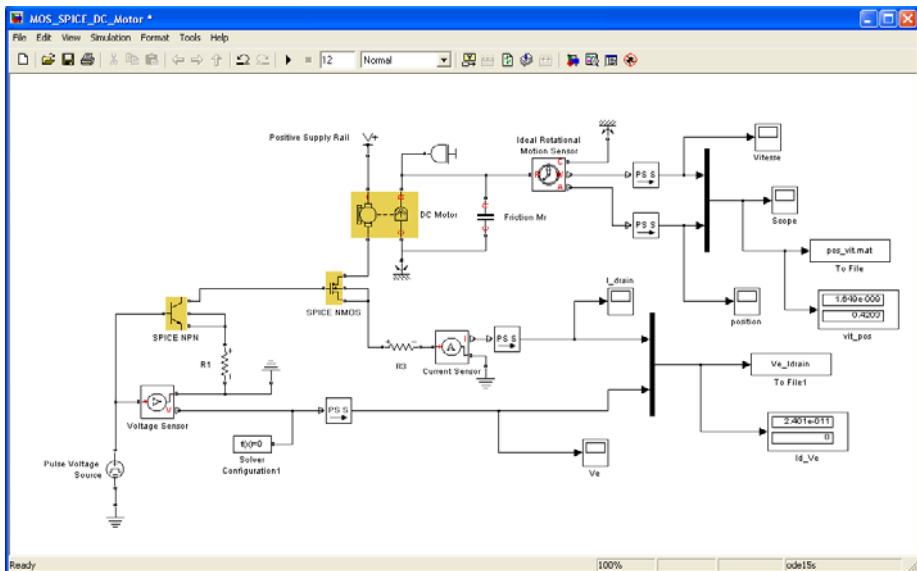 MOS_SPICE_DC_Motor *
File Edit View Simulation Format Tools Help
12 Normal
Positive Supply Rail V+
Ideal Rotational
Motion Sensor
Vitesse
DC Motor
Friction Mr
C
R W
A
PS S
PS S
Scope
pos_vit.mat
To File
1.649e-009
0.4203
vit_pos
position
SPICE NPN
SPICE NMOS
I_drain
R1
R3
Current Sensor
I
PS S
Ve_Idrain
To File1
2.401e-011
0
Id_Ve
Voltage Sensor
V
PS S
f(x)=0
Solver
Configuration1
Ve
Pulse Voltage
Source
Ready 100% ode15s